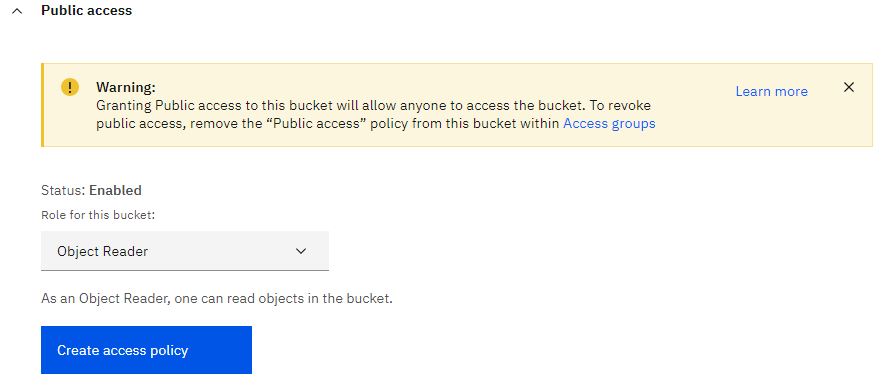 Public access
Warning:
Learn more
Granting Public access to this bucket will allow anyone to access the bucket. To revoke
public access, remove the “Public access” policy from this bucket within Access groups
Status: Enabled
Role for this bucket:
Object Reader
As an Object Reader, one can read objects in the bucket.
Create access policy